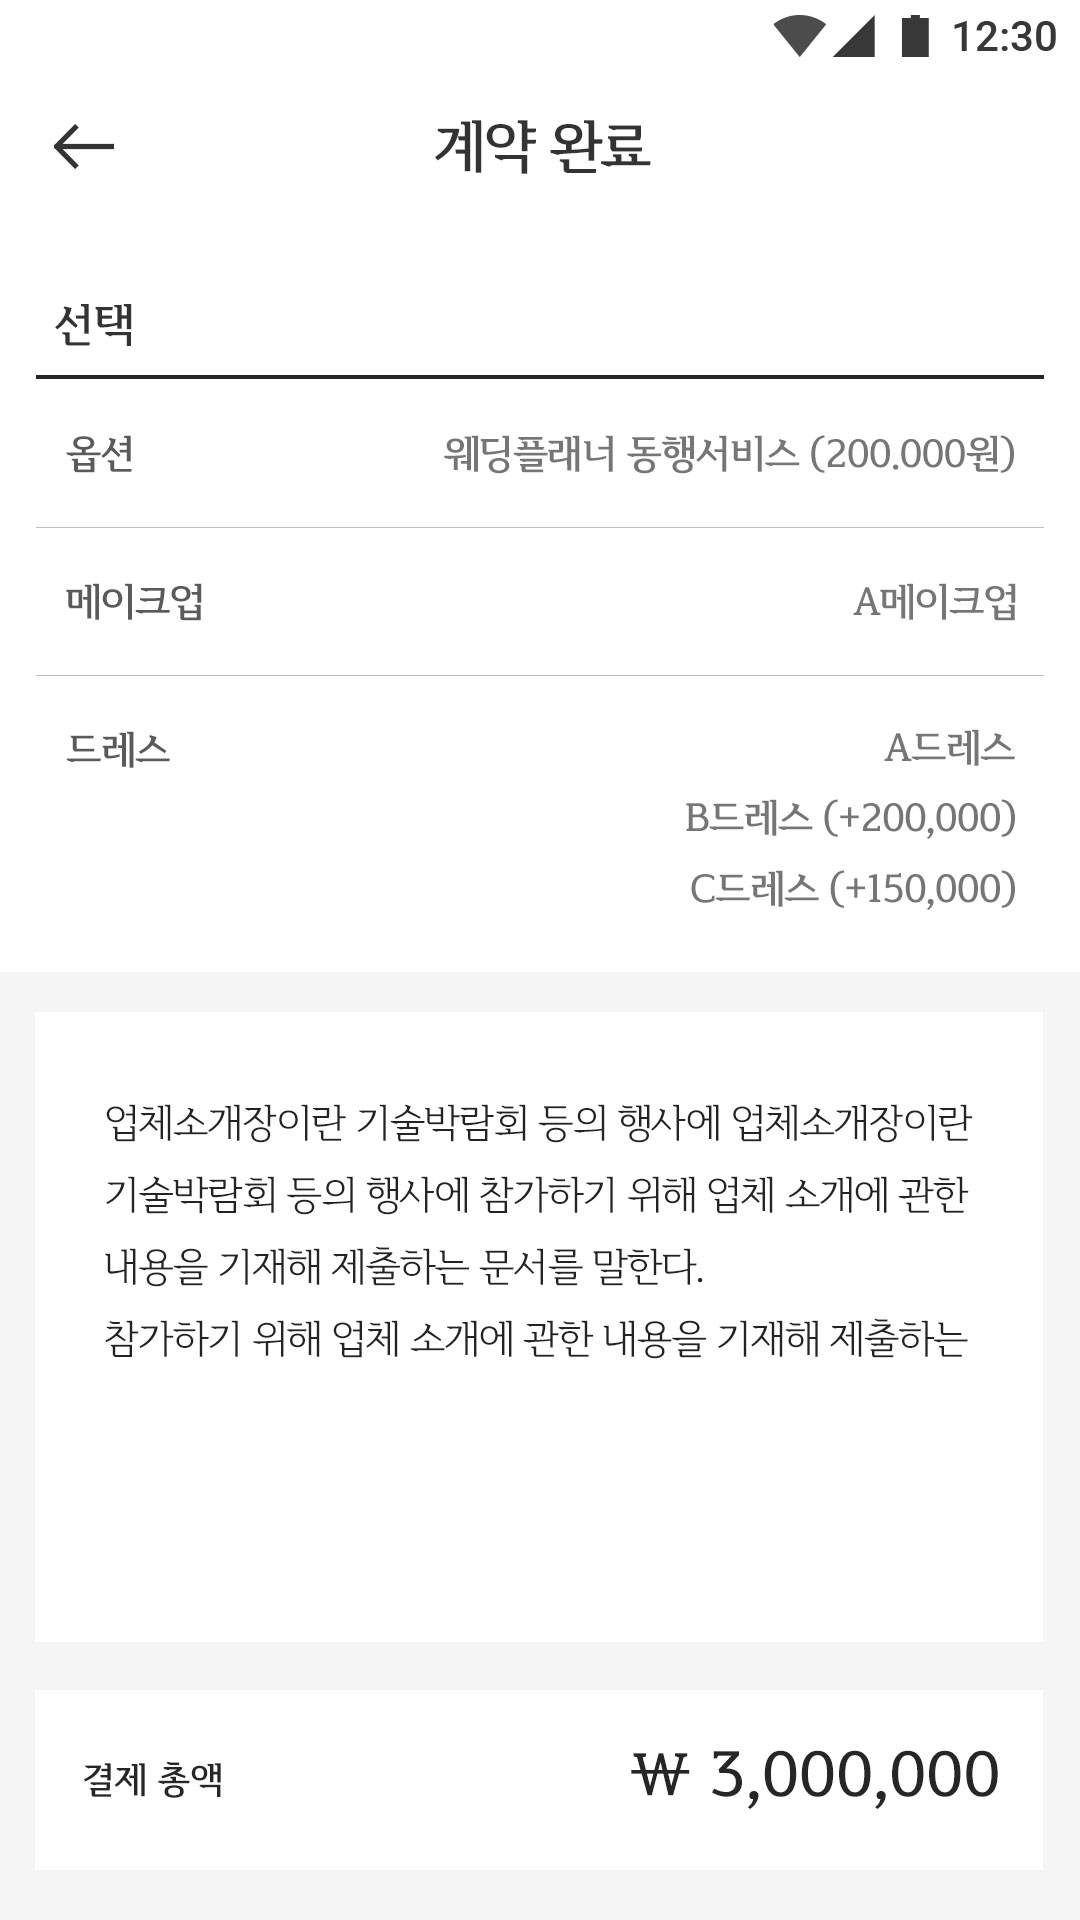 12:30
계약 완료
선택
옵션 웨딩플래너 동행서비스 (200.000원)
메이크업 A메이크업
드레스 A드레스
B드레스 (+200,000)
C드레스 (+150,000)
업체소개장이란 기술박람회 등의 행사에 업체소개장이란
기술박람회 등의 행사에 참가하기 위해 업체 소개에 관한
내용을 기재해 제출하는 문서를 말한다.
참가하기 위해 업체 소개에 관한 내용을 기재해 제출하는
결제 총액 ₩ 3,000,000